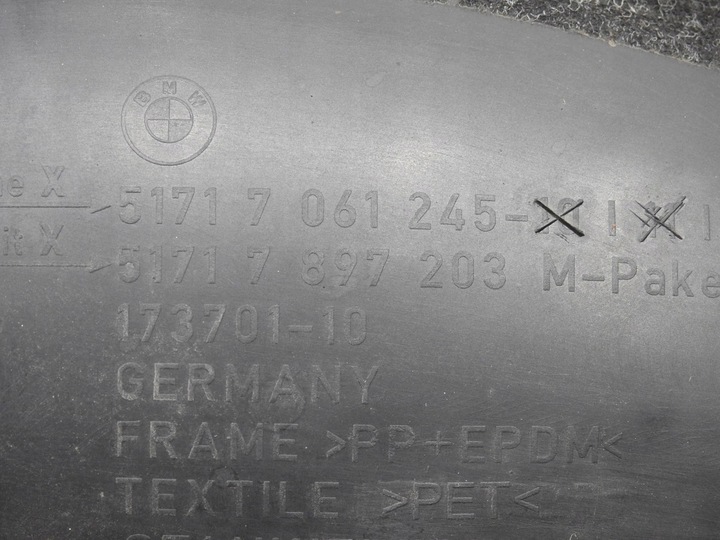 BMW
X
5171 7 061 245-
it X
5171 7 897 203 M-Pake
173701-10
GERMANY
FRAME >PP+EPDM<
TEXTILE >PET<